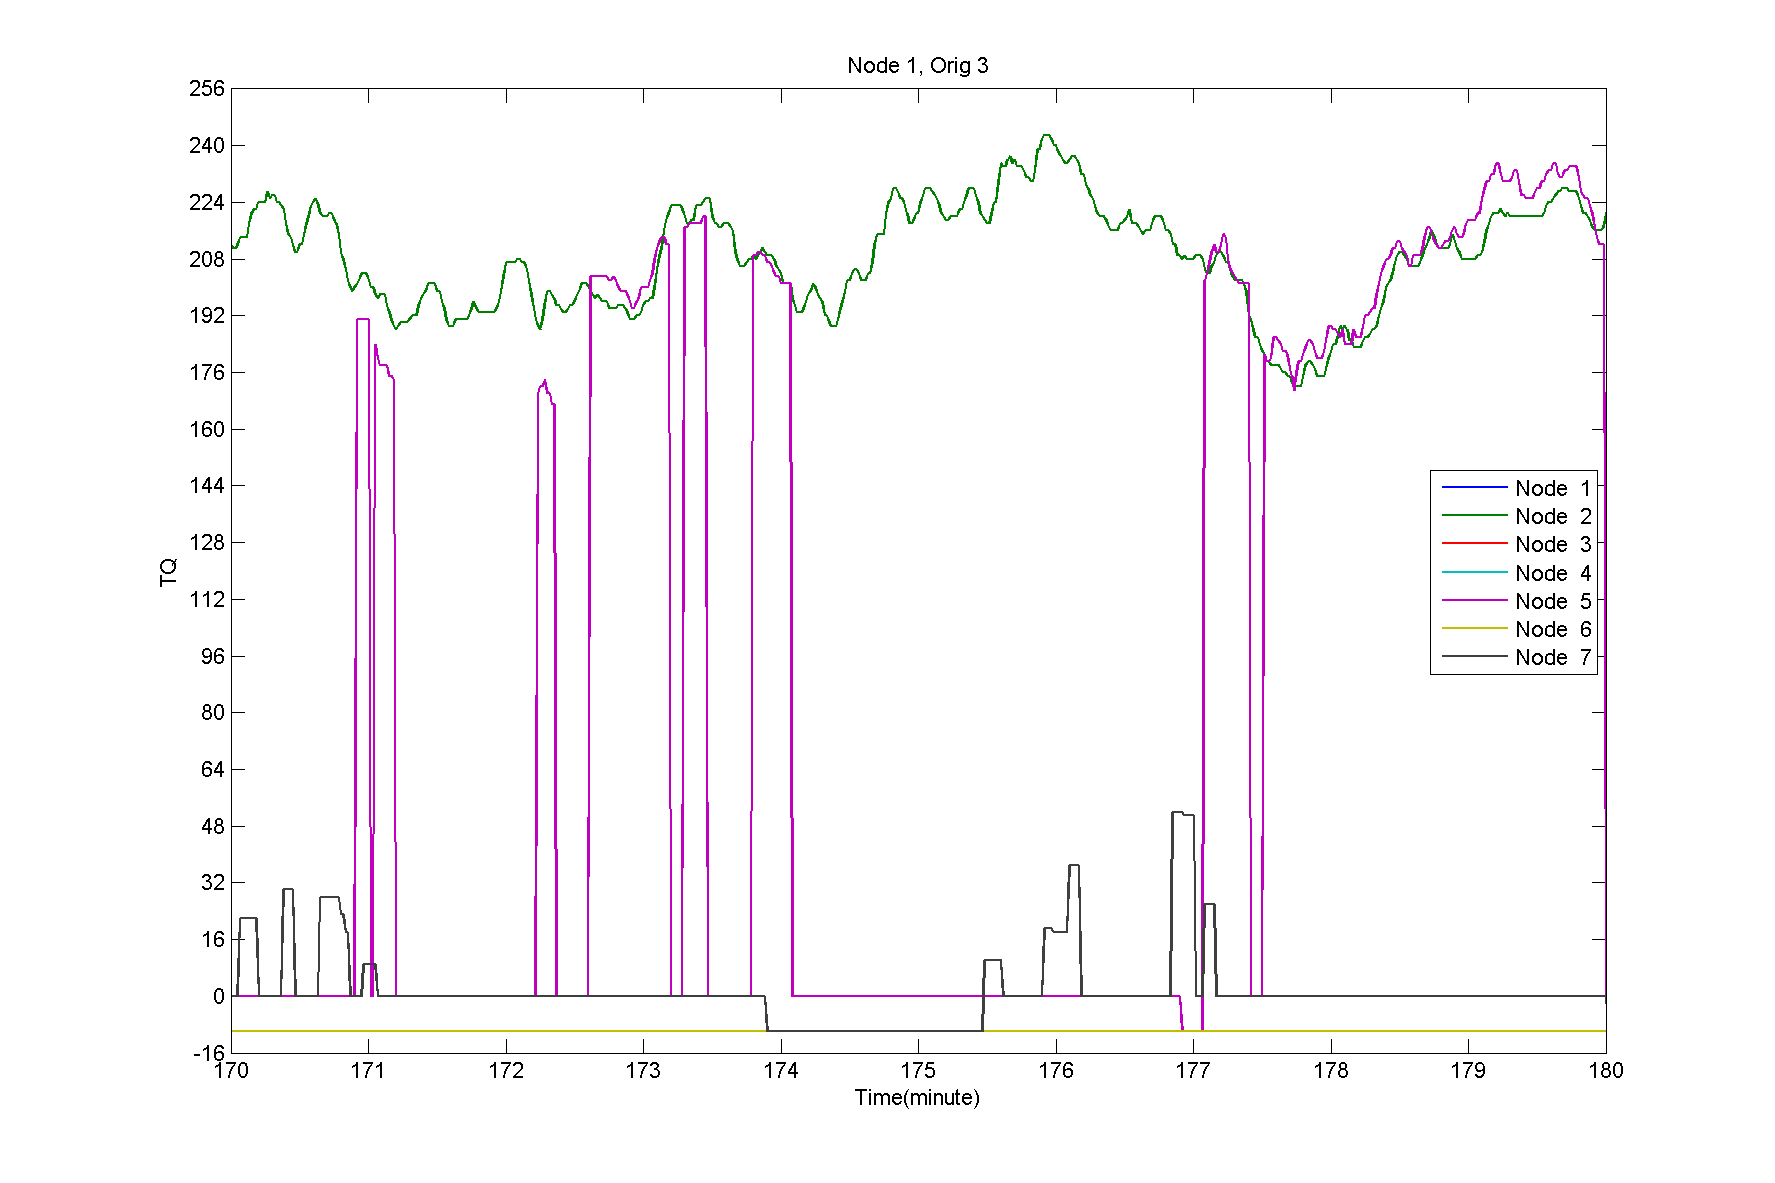 Node 1, Orig 3
256
240
224
208
192
176
160
144
128
112
96
80
64
48
32
16
0
-16
TQ
Node 1
Node 2
Node 3
Node 4
Node 5
Node 6
Node 7
170 171 172 173 174 175 176 177 178 179 180
Time(minute)